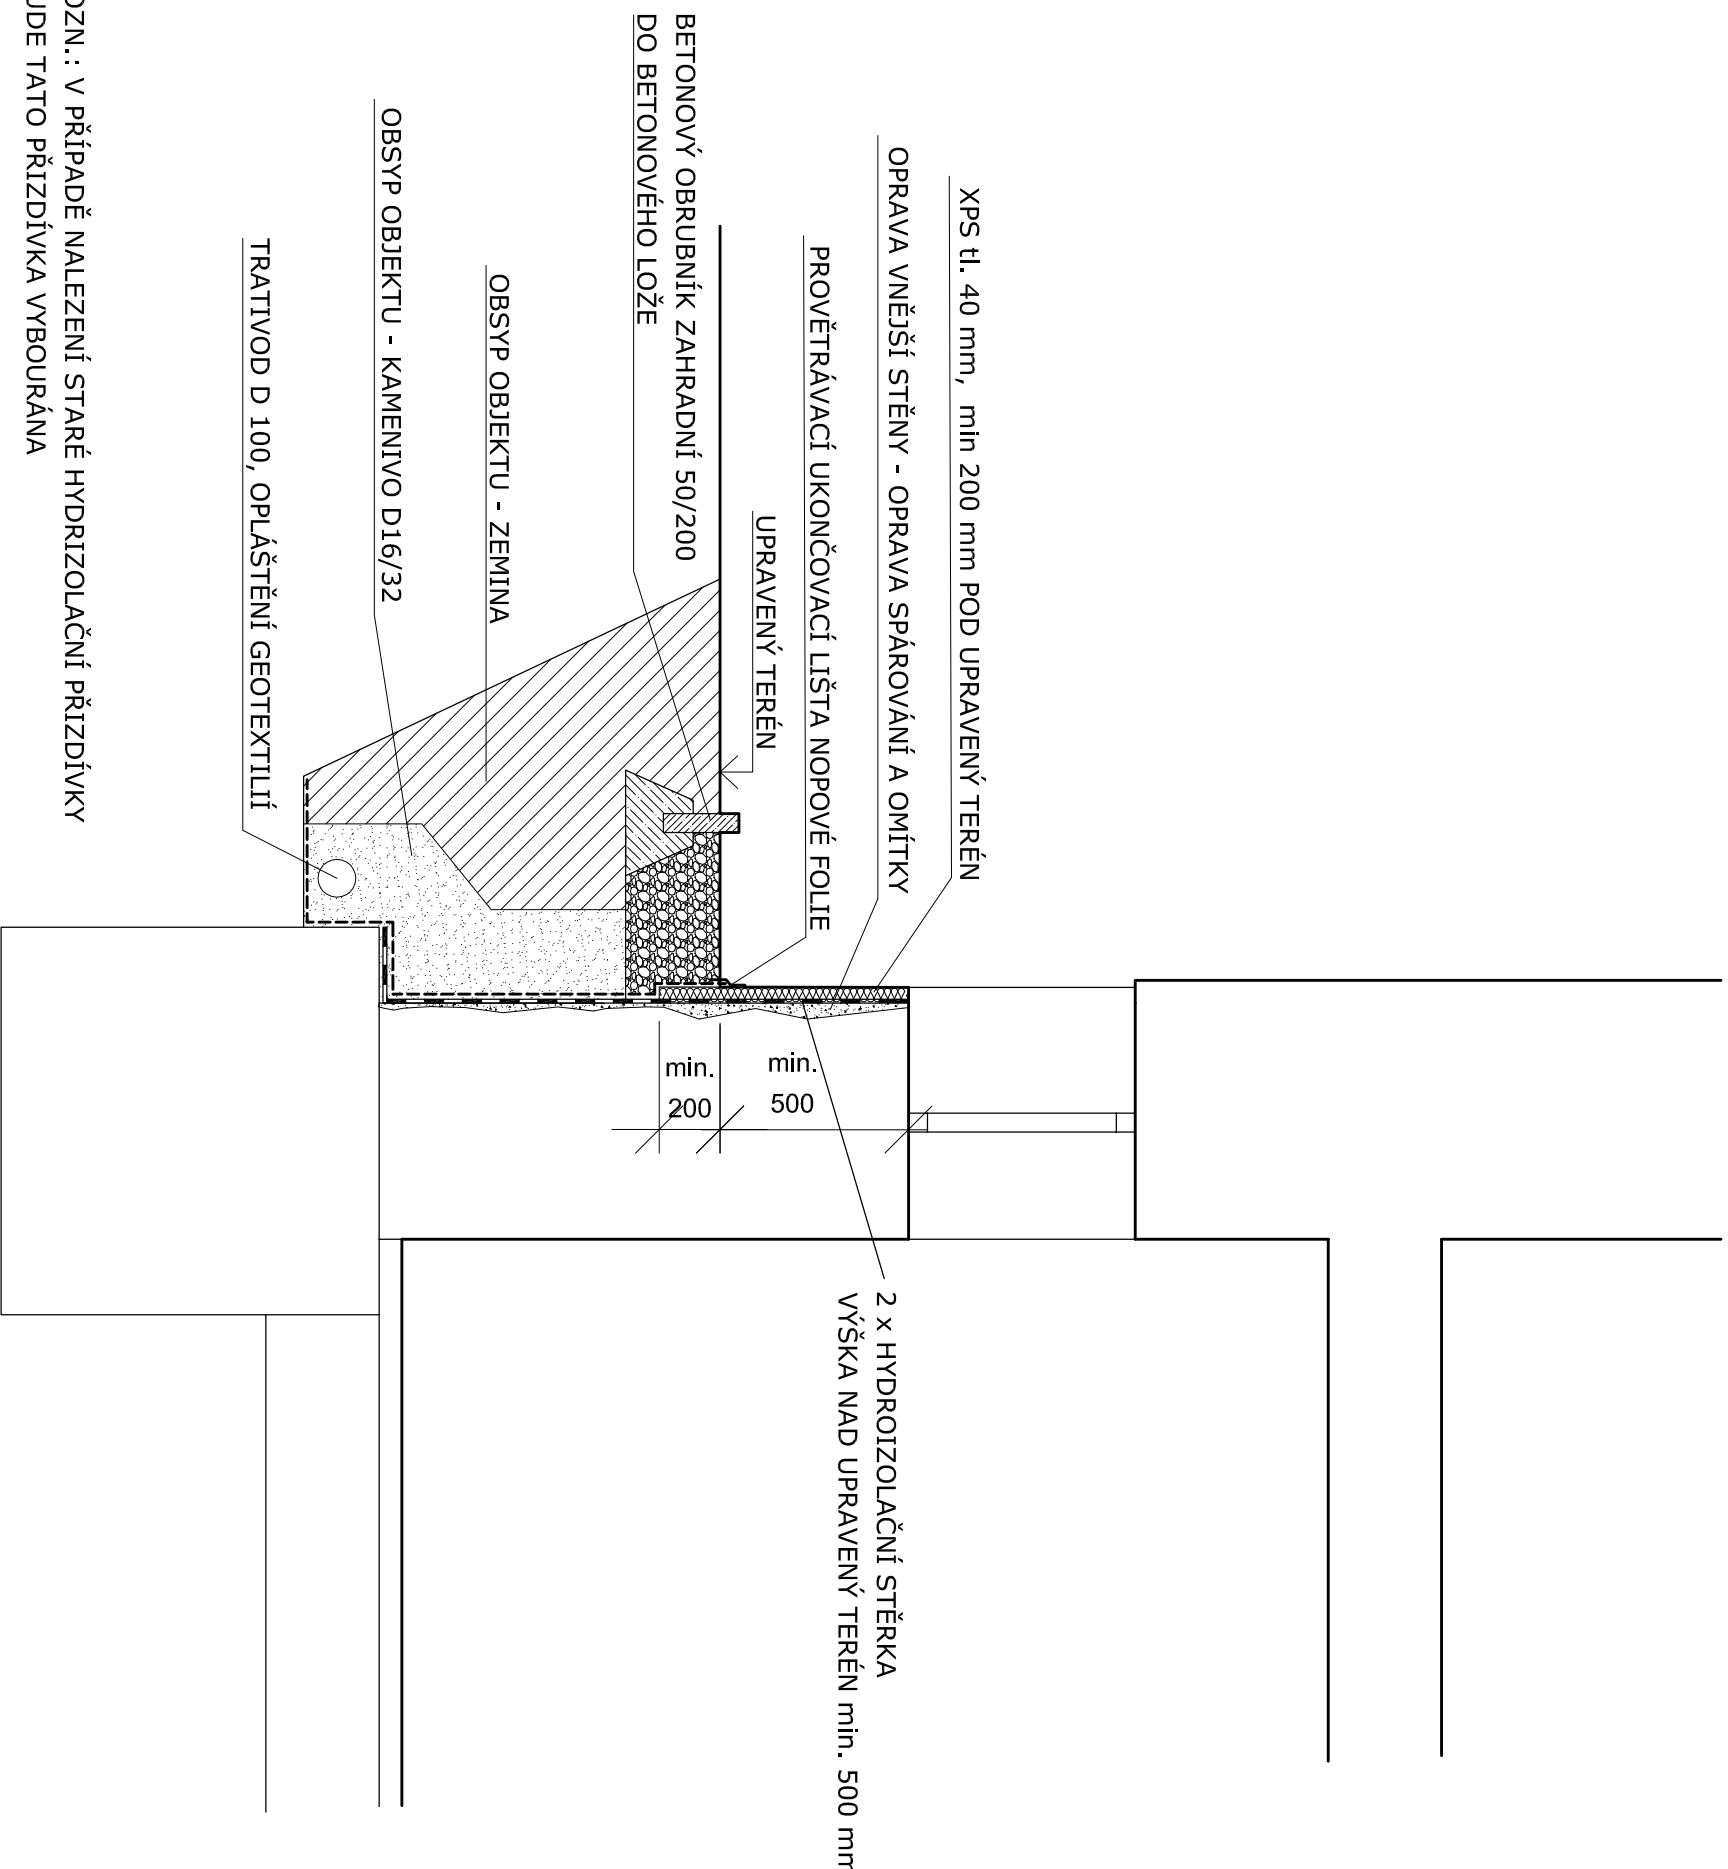 XPS tl. 40 mm, min 200 mm POD UPRAVENÝ TERÉN
OPRAVA VNĚJŠÍ STĚNY - OPRAVA SPÁROVÁNÍ A OMÍTKY
PROVĚTRÁVACÍ UKONČOVACÍ LIŠTA NOPOVÉ FOLIE
UPRAVENÝ TERÉN
BETONOVÝ OBRUBNÍK ZAHRADNÍ 50/200
DO BETONOVÉHO LOŽE
OBSYP OBJEKTU - ZEMINA
OBSYP OBJEKTU - KAMENIVO D16/32
TRATIVOD D 100, OPLÁŠTĚNÍ GEOTEXTILIÍ
OZN.: V PŘÍPADĚ NALEZENÍ STARÉ HYDRIZOLAČNÍ PŘIZDÍVKY
UDE TATO PŘIZDÍVKA VYBOURÁNA
min.
500
min.
200
2 x HYDROIZOLAČNÍ STĚRKA
VÝŠKA NAD UPRAVENÝ TERÉN min. 500 mm